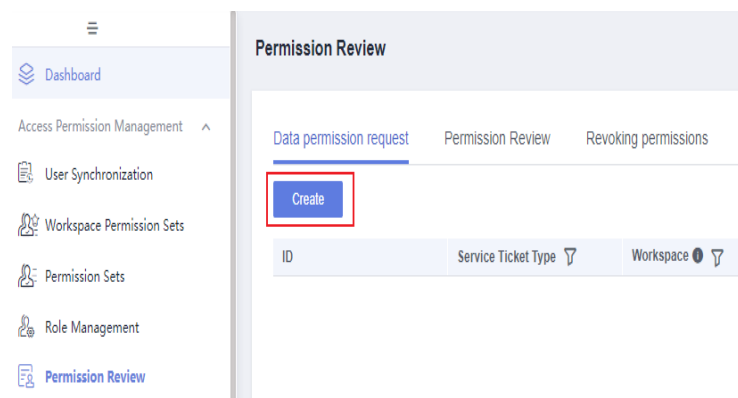 Dashboard
Access Permission Management
User Synchronization
Workspace Permission Sets
Permission Sets
Role Management
Permission Review
Permission Review
Data permission request Permission Review Revoking permissions
Create
ID Service Ticket Type Workspace